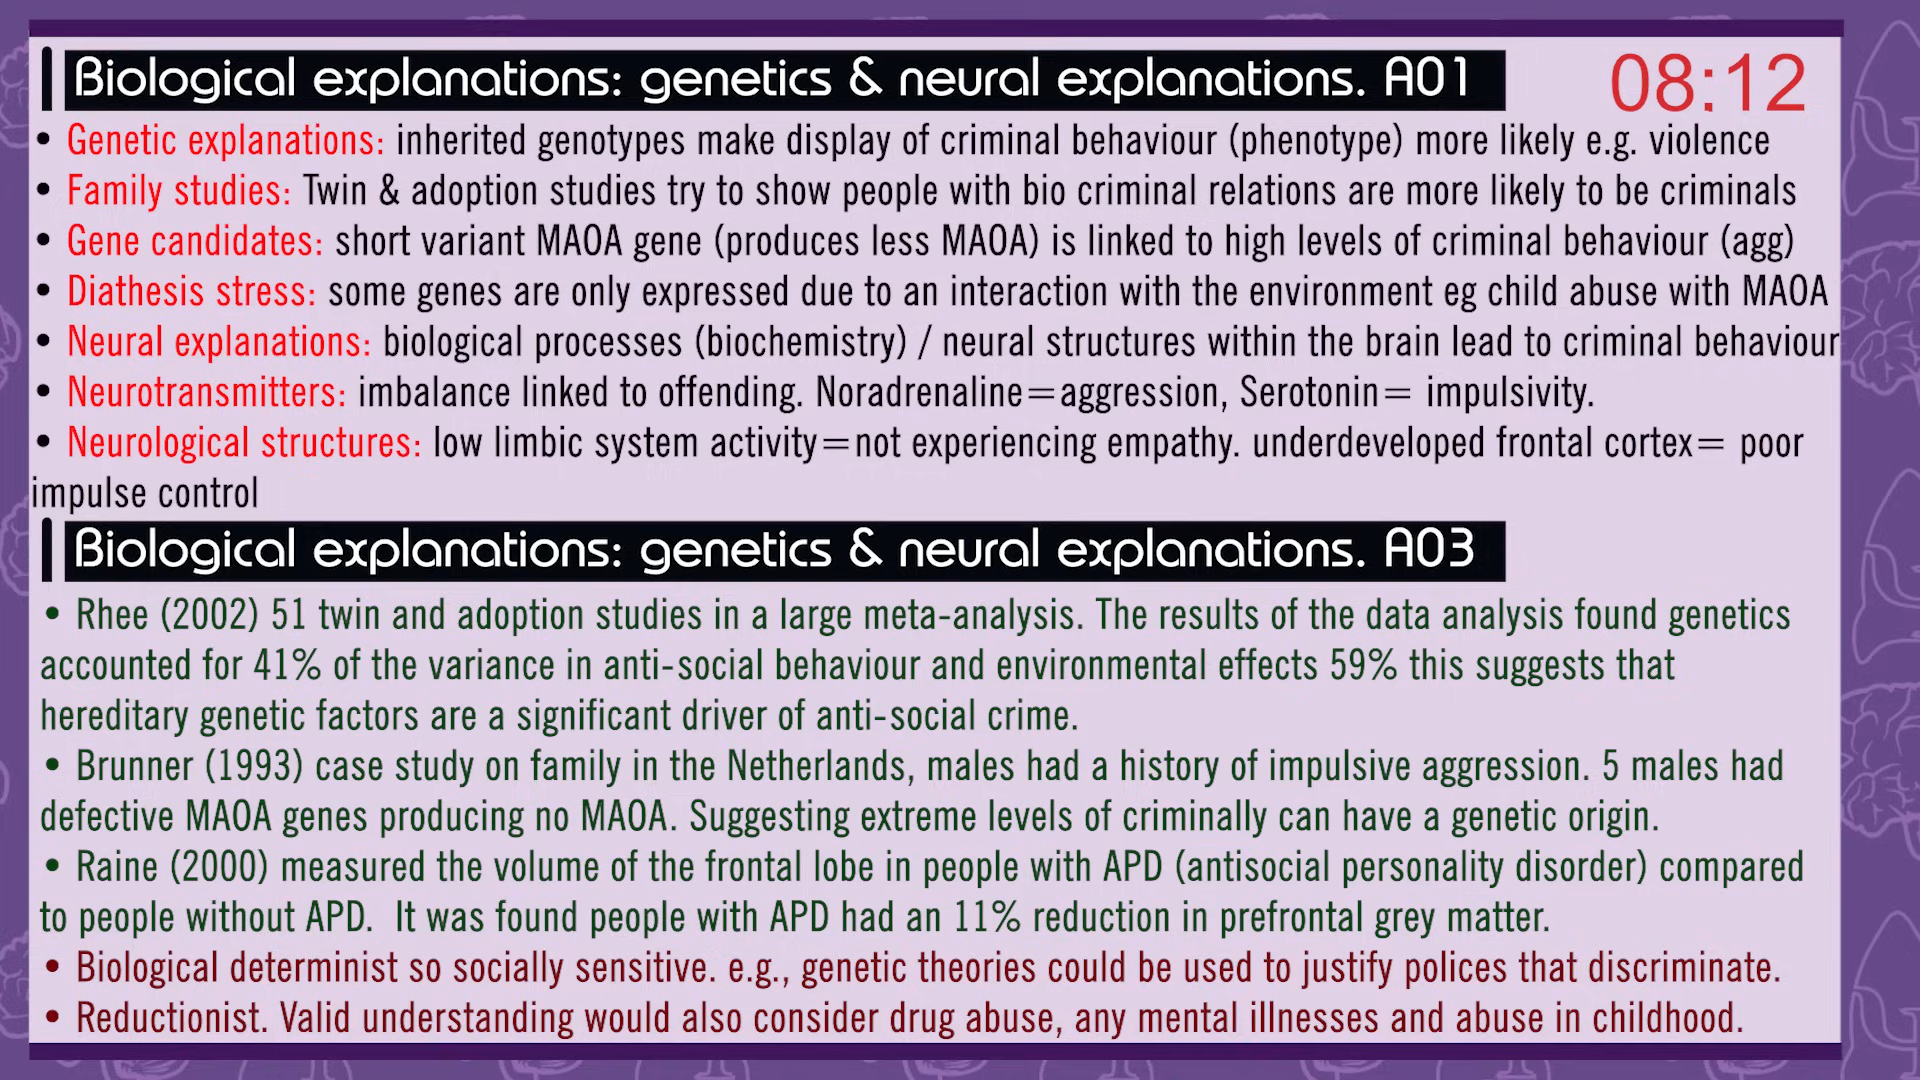 Biological explanations: genetics & neural explanations. A01
08:12
• Genetic explanations: inherited genotypes make display of criminal behaviour (phenotype) more likely e.g. violence
• Family studies: Twin & adoption studies try to show people with bio criminal relations are more likely to be criminals
• Gene candidates: short variant MAOA gene (produces less MAOA) is linked to high levels of criminal behaviour (agg)
• Diathesis stress: some genes are only expressed due to an interaction with the environment eg child abuse with MAOA
• Neural explanations: biological processes (biochemistry) / neural structures within the brain lead to criminal behaviour
• Neurotransmitters: imbalance linked to offending. Noradrenaline=aggression, Serotonin= impulsivity.
• Neurological structures: low limbic system activity=not experiencing empathy. underdeveloped frontal cortex= poor
impulse control
Biological explanations: genetics & neural explanations. A03
• Rhee (2002) 51 twin and adoption studies in a large meta-analysis. The results of the data analysis found genetics
accounted for 41% of the variance in anti-social behaviour and environmental effects 59% this suggests that
hereditary genetic factors are a significant driver of anti-social crime.
• Brunner (1993) case study on family in the Netherlands, males had a history of impulsive aggression. 5 males had
defective MAOA genes producing no MAOA. Suggesting extreme levels of criminally can have a genetic origin.
• Raine (2000) measured the volume of the frontal lobe in people with APD (antisocial personality disorder) compared
to people without APD. It was found people with APD had an 11% reduction in prefrontal grey matter.
• Biological determinist so socially sensitive. e.g., genetic theories could be used to justify polices that discriminate.
• Reductionist. Valid understanding would also consider drug abuse, any mental illnesses and abuse in childhood.